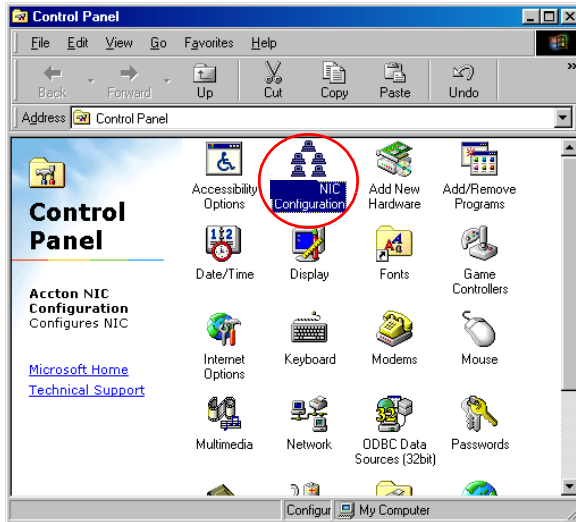 Control Panel
File Edit View Go Favorites Help
Back Forward Up Cut Copy Paste Undo »
Address Control Panel
Control
Panel
Accton NIC
Configuration
Configures NIC
Microsoft Home
Technical Support
Accessibility
Options
NIC
Configuration
Add New
Hardware
Add/Remove
Programs
Date/Time
Display
Fonts
Game
Controllers
Internet
Options
Keyboard
Modems
Mouse
Multimedia
Network
ODBC Data
Sources (32bit)
Passwords
Configur My Computer